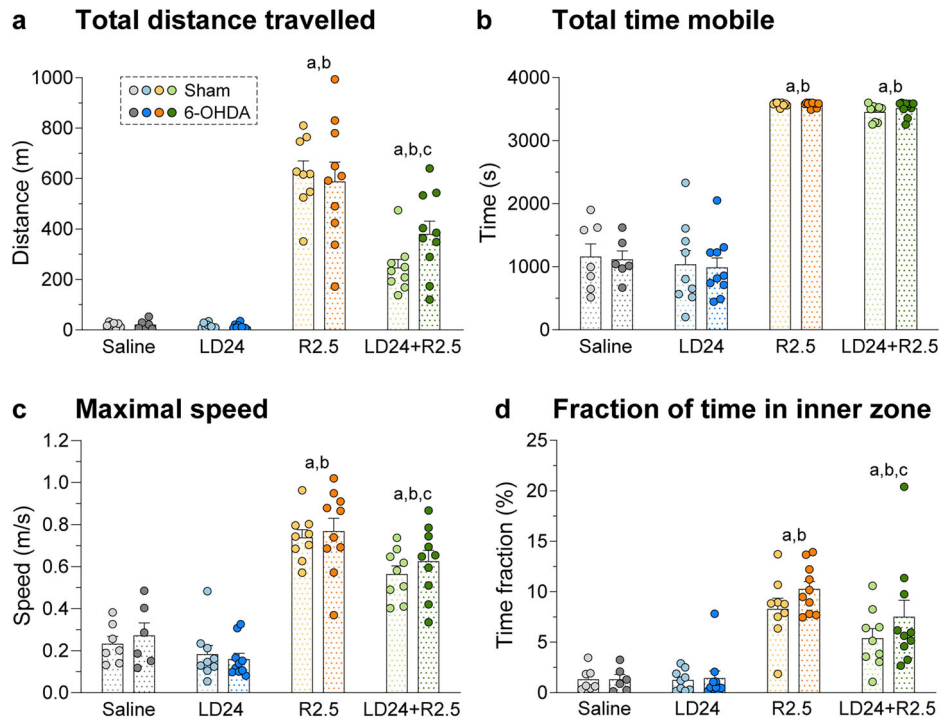 a Total distance travelled
1000
800
600
400
200
0
Distance (m)
Sham
6-OHDA
a,b
a,b,c
Saline LD24 R2.5 LD24+R2.5
b Total time mobile
4000
3000
2000
1000
0
Time (s)
a,b a,b
Saline LD24 R2.5 LD24+R2.5
c Maximal speed
1.2
1.0
0.8
0.6
0.4
0.2
0.0
Speed (m/s)
a,b
a,b,c
Saline LD24 R2.5 LD24+R2.5
d Fraction of time in inner zone
25
20
15
10
5
0
Time fraction (%)
a,b
a,b,c
Saline LD24 R2.5 LD24+R2.5